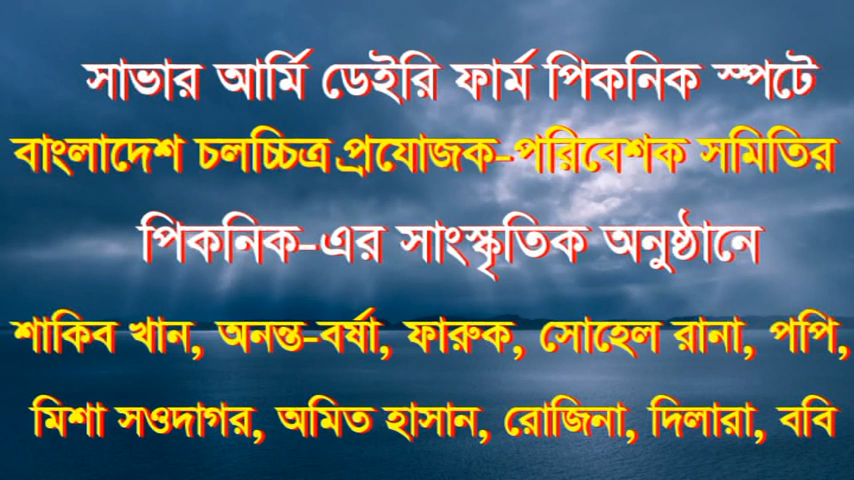 সাভার আর্মি ডেইরি ফার্ম পিকনিক স্পটে
বাংলাদেশ চলচ্চিত্র প্রযোজক-পরিবেশক সমিতির
পিকনিক-এর সাংস্কৃতিক অনুষ্ঠানে
শাকিব খান, অনন্ত-বর্ষা, ফারুক, সোহেল রানা, পপি,
মিশা সওদাগর, অমিত হাসান, রোজিনা, দিলারা, ববি